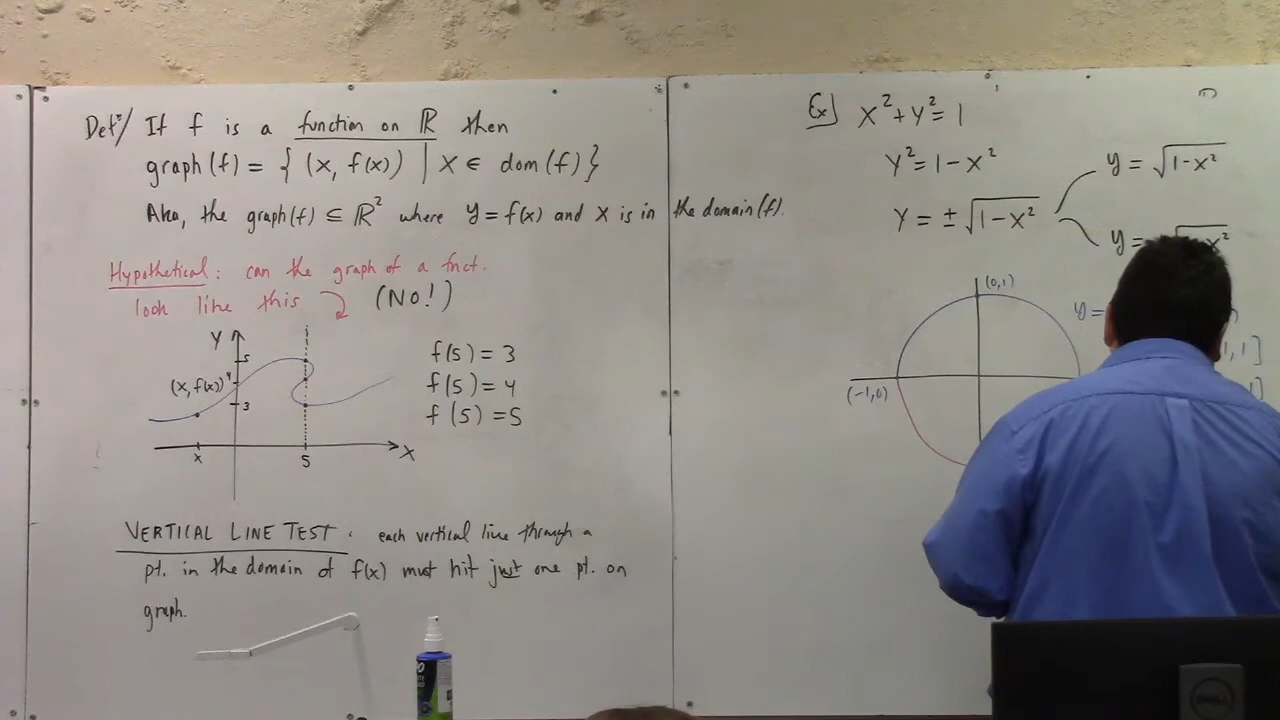 Def"/ If f is a function on ℝ then
graph(f) = { (x, f(x)) | x ∈ dom(f) }
Aka, the graph(f) ⊆ ℝ² where y = f(x) and x is in the domain(f).
Hypothetical: can the graph of a fnct.
look like this (NO!)
Y
5
(x, f(x))
4
3
x
5
X
f(5) = 3
f(5) = 4
f(5) = 5
VERTICAL LINE TEST: each vertical line through a
pt. in the domain of f(x) must hit just one pt. on
graph.
Ex] x² + y² = 1
y² = 1 - x²
y = ± √(1-x²)
y = √(1-x²)
y =
(0,1)
(-1,0)
y =
DELL